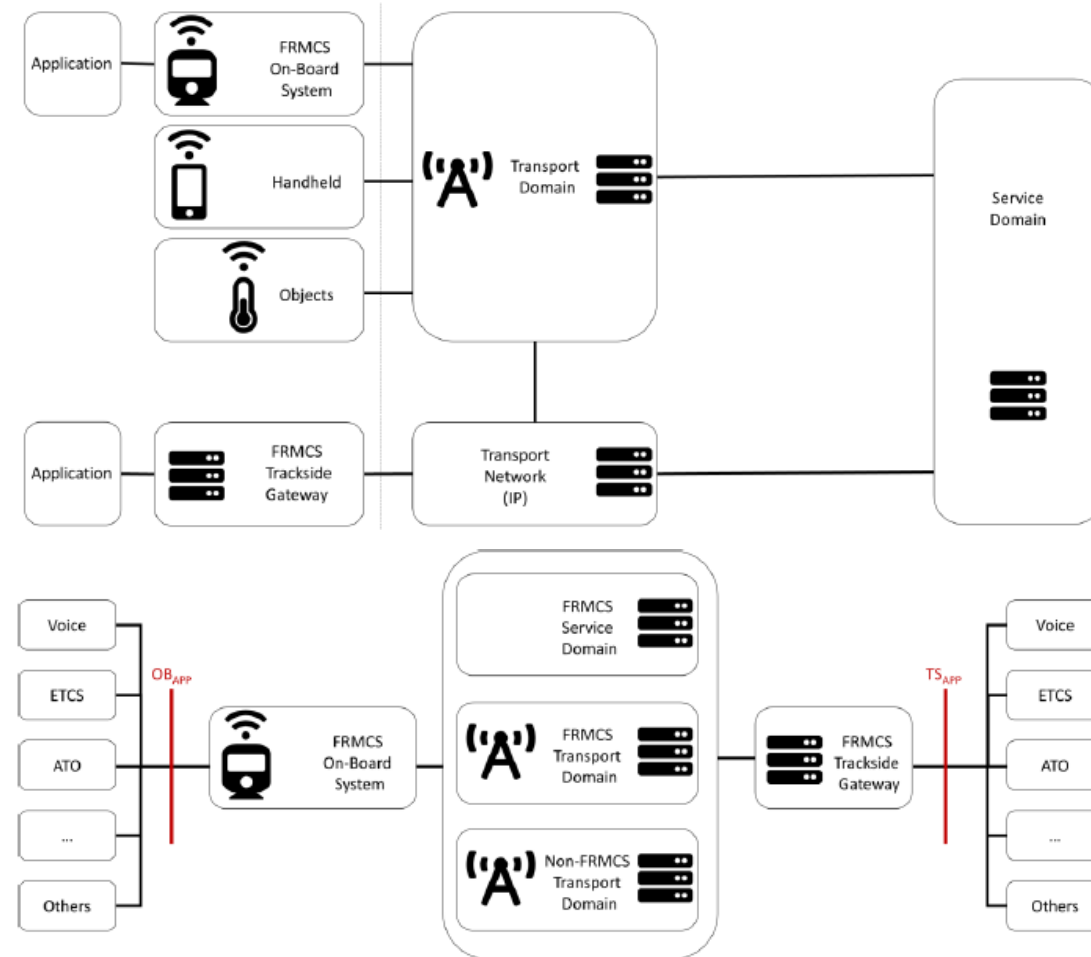 Application
FRMCS
On-Board
System
Handheld
Objects
Transport
Domain
Service
Domain
Application
FRMCS
Trackside
Gateway
Transport
Network
(IP)
Voice
ETCS
ATO
...
Others
OBAPP
FRMCS
On-Board
System
FRMCS
Service
Domain
FRMCS
Transport
Domain
Non-FRMCS
Transport
Domain
FRMCS
Trackside
Gateway
TSAPP
Voice
ETCS
ATO
...
Others